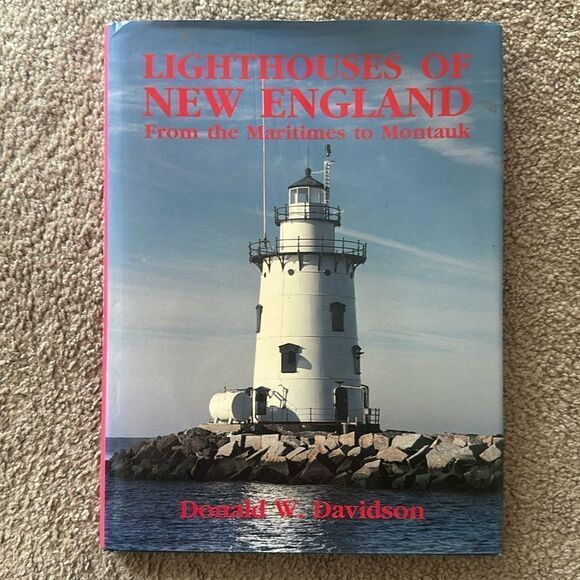 LIGHTHOUSES OF
NEW ENGLAND
From the Maritimes to Montauk
Donald W. Davidson